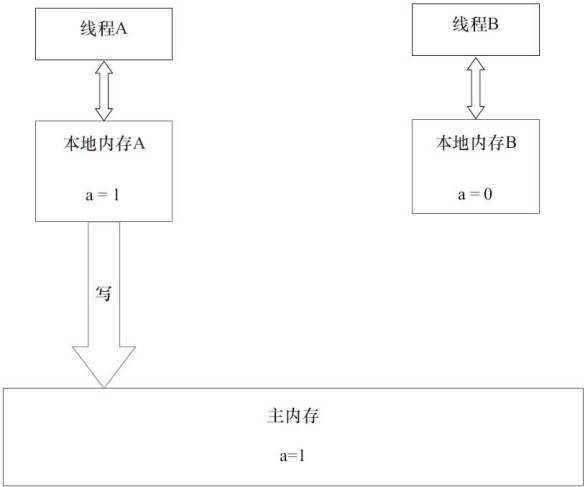 线程A
线程B
本地内存A
a = 1
本地内存B
a = 0
写
主内存
a=1